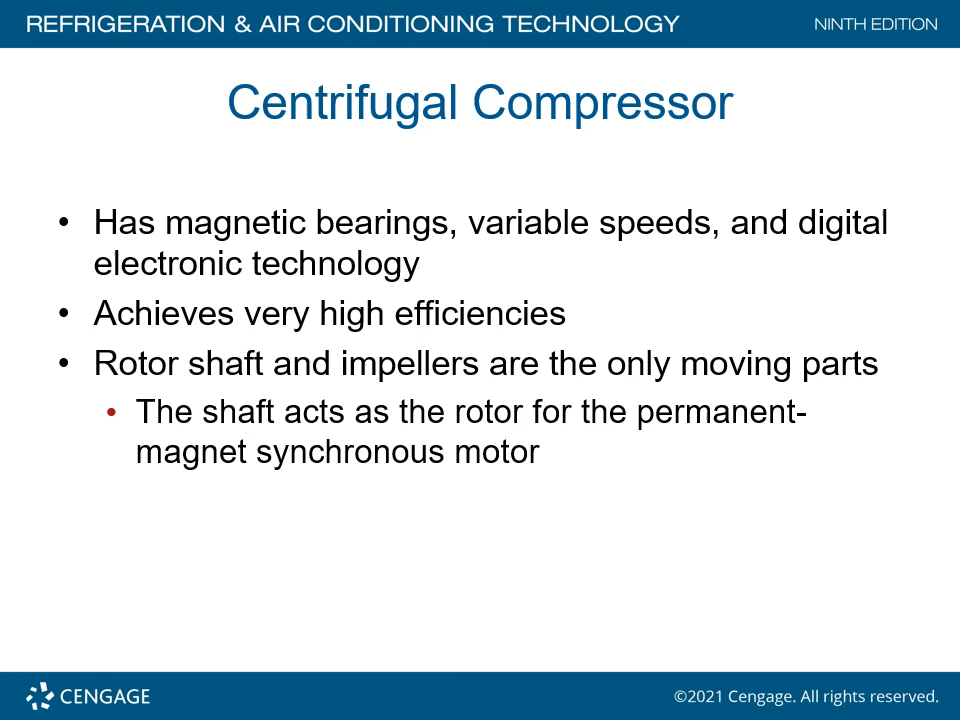 REFRIGERATION & AIR CONDITIONING TECHNOLOGY
NINTH EDITION
Centrifugal Compressor
• Has magnetic bearings, variable speeds, and digital
electronic technology
• Achieves very high efficiencies
• Rotor shaft and impellers are the only moving parts
• The shaft acts as the rotor for the permanent-
magnet synchronous motor
CENGAGE
©2021 Cengage. All rights reserved.